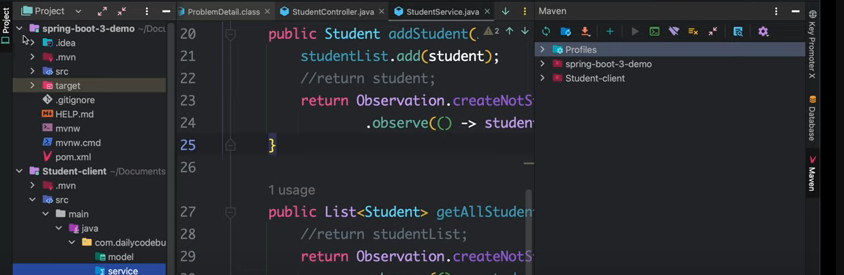 Project
Project
spring-boot-3-demo ~/Docu
.idea
.mvn
src
target
.gitignore
HELP.md
mvnw
mvnw.cmd
pom.xml
Student-client ~/Documents
.mvn
src
main
java
com.dailycodebu
model
service
ProblemDetail.class
StudentController.java
StudentService.java
20 public Student addStudent(
2
21 studentList.add(student);
22 //return student;
23 return Observation.createNotSt
24 .observe(() -> student
25 }
26
1 usage
27 public List<Student> getAllStudent
28 //return studentList;
29 return Observation.createNotSt
Maven
Profiles
spring-boot-3-demo
Student-client
Key Promoter X
Database
Maven